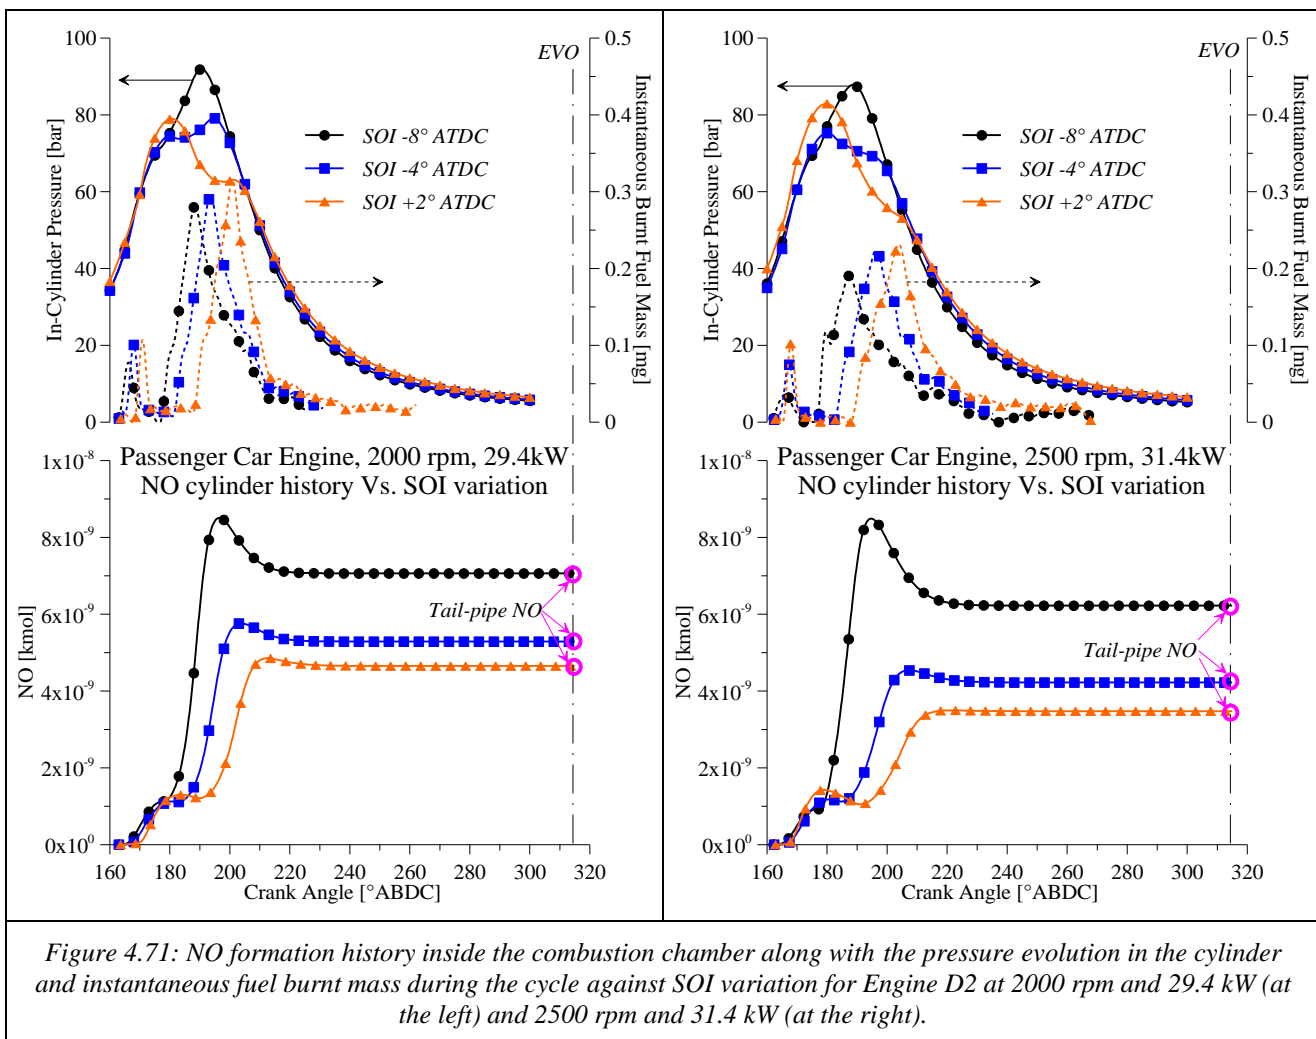 100
80
60
40
20
0
In-Cylinder Pressure [bar]
EVO
0.5
0.4
0.3
0.2
0.1
0
Instantaneous Burnt Fuel Mass [mg]
SOI -8° ATDC
SOI -4° ATDC
SOI +2° ATDC
Passenger Car Engine, 2000 rpm, 29.4kW
NO cylinder history Vs. SOI variation
1x10-8
8x10-9
6x10-9
4x10-9
2x10-9
0x100
NO [kmol]
Tail-pipe NO
160 180 200 220 240 260 280 300 320
Crank Angle [°ABDC]
100
80
60
40
20
0
In-Cylinder Pressure [bar]
EVO
0.5
0.4
0.3
0.2
0.1
0
Instantaneous Burnt Fuel Mass [mg]
SOI -8° ATDC
SOI -4° ATDC
SOI +2° ATDC
Passenger Car Engine, 2500 rpm, 31.4kW
NO cylinder history Vs. SOI variation
1x10-8
8x10-9
6x10-9
4x10-9
2x10-9
0x100
NO [kmol]
Tail-pipe NO
160 180 200 220 240 260 280 300 320
Crank Angle [°ABDC]
Figure 4.71: NO formation history inside the combustion chamber along with the pressure evolution in the cylinder
and instantaneous fuel burnt mass during the cycle against SOI variation for Engine D2 at 2000 rpm and 29.4 kW (at
the left) and 2500 rpm and 31.4 kW (at the right).